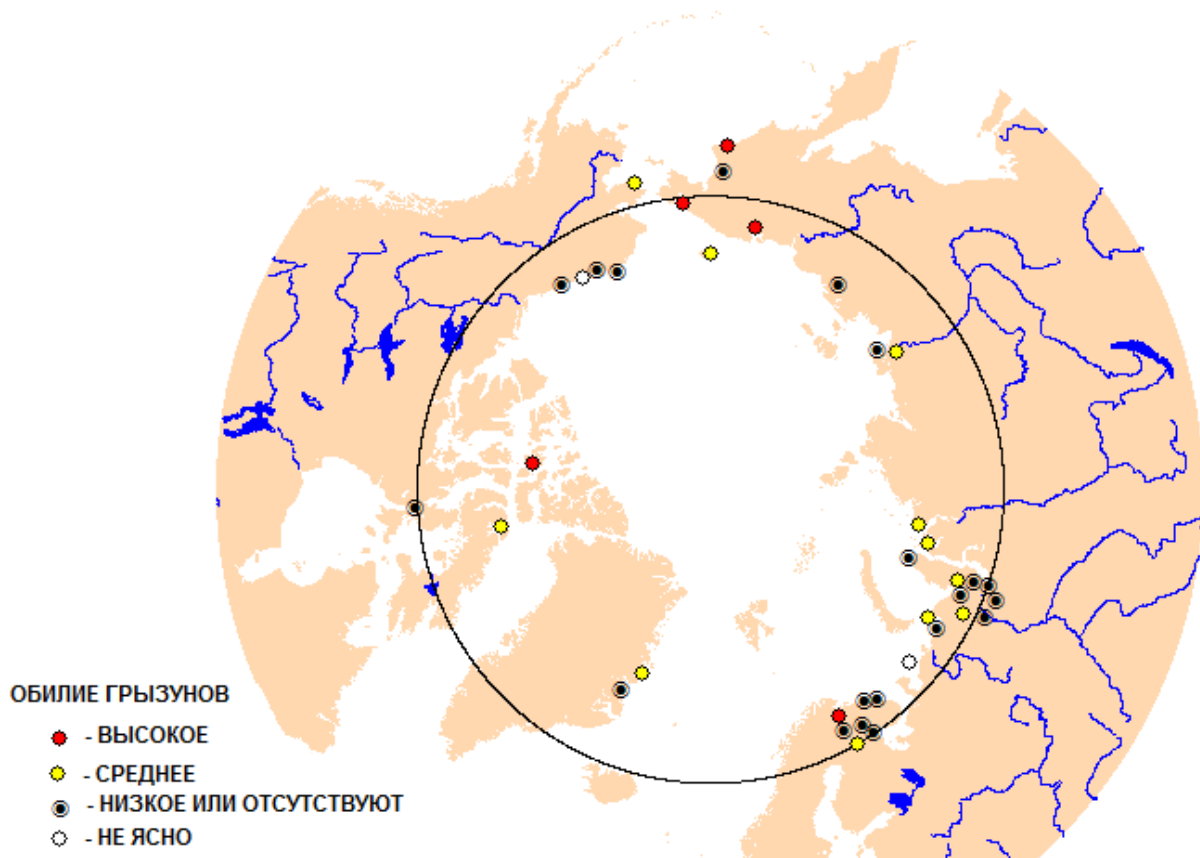 ОБИЛИЕ ГРЫЗУНОВ
- ВЫСОКОЕ
- СРЕДНЕЕ
- НИЗКОЕ ИЛИ ОТСУТСТВУЮТ
- НЕ ЯСНО